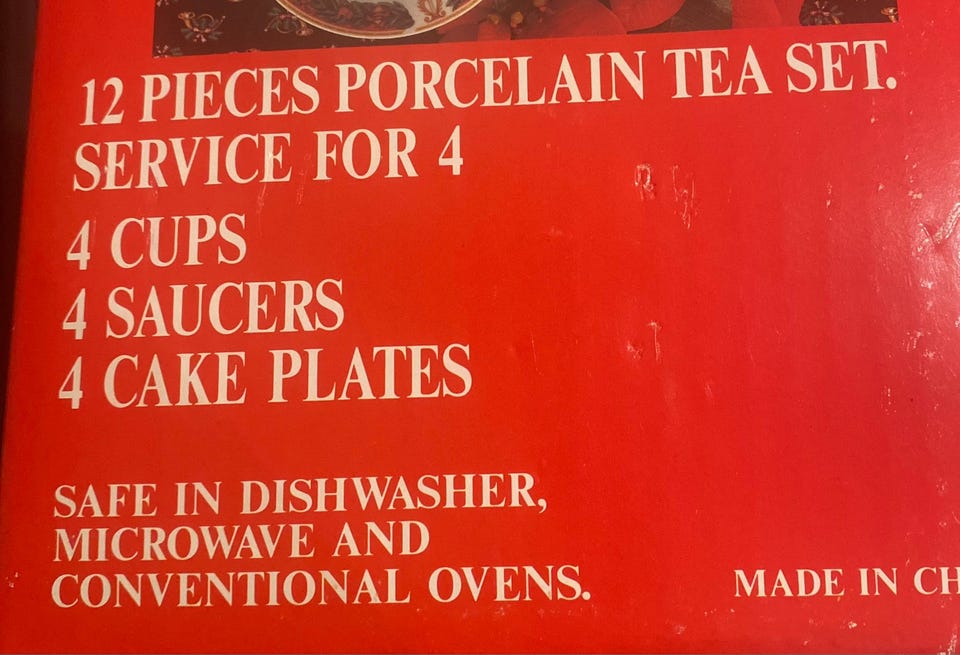 12 PIECES PORCELAIN TEA SET.
SERVICE FOR 4
4 CUPS
4 SAUCERS
4 CAKE PLATES
SAFE IN DISHWASHER,
MICROWAVE AND
CONVENTIONAL OVENS.
MADE IN CH